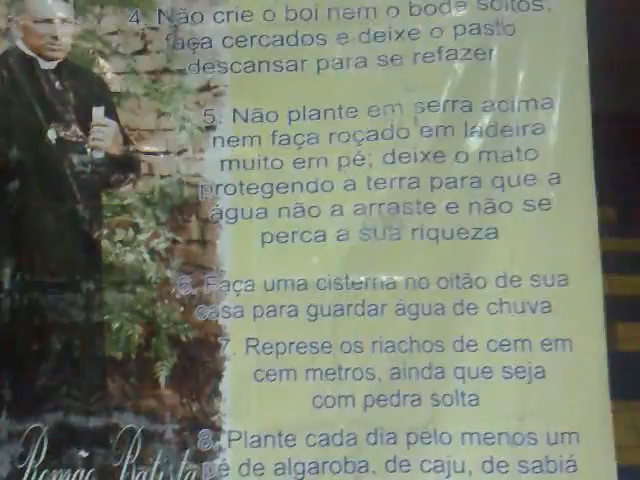 4. Não crie o boi nem o bode soltos:
faça cercados e deixe o pasto
descansar para se refazer
5. Não plante em serra acima
nem faça roçado em ladeira
muito em pé; deixe o mato
protegendo a terra para que a
água não a arraste e não se
perca a sua riqueza
6. Faça uma cisterna no oitão de sua
casa para guardar água de chuva
7. Represe os riachos de cem em
cem metros, ainda que seja
com pedra solta
8. Plante cada dia pelo menos um
pé de algaroba, de caju, de sabiá
Romão Batista